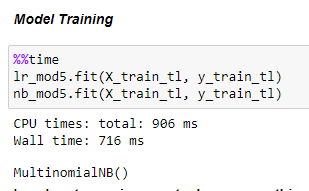 Model Training
%%time
lr_mod5.fit(X_train_tl, y_train_tl)
nb_mod5.fit(X_train_tl, y_train_tl)
CPU times: total: 906 ms
Wall time: 716 ms
MultinomialNB()